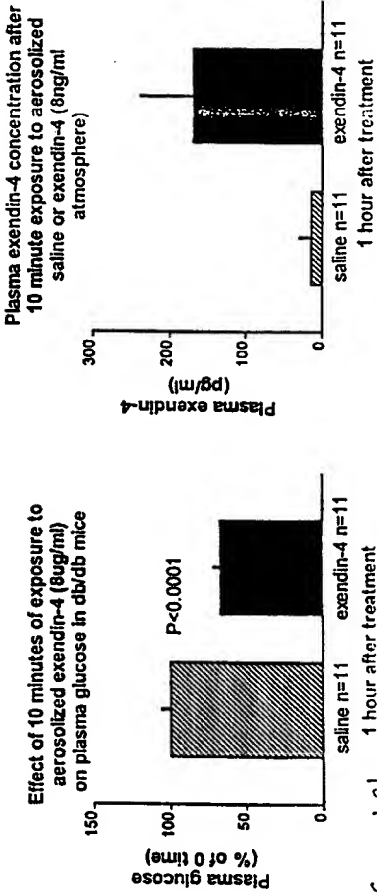 Effect of 10 minutes of exposure to
aerosolized exendin-4 (8ug/ml)
on plasma glucose in db/db mice
150
100
50
0
Plasma glucose
(% of 0 time)
P<0.0001
saline n=11
exendin-4 n=11
1 hour after treatment
Plasma exendin-4 concentration after
10 minute exposure to aerosolized
saline or exendin-4 (8ng/ml
atmosphere)
300
200
100
0
Plasma exendin-4
(pg/ml)
saline n=11
exendin-4 n=11
1 hour after treatment